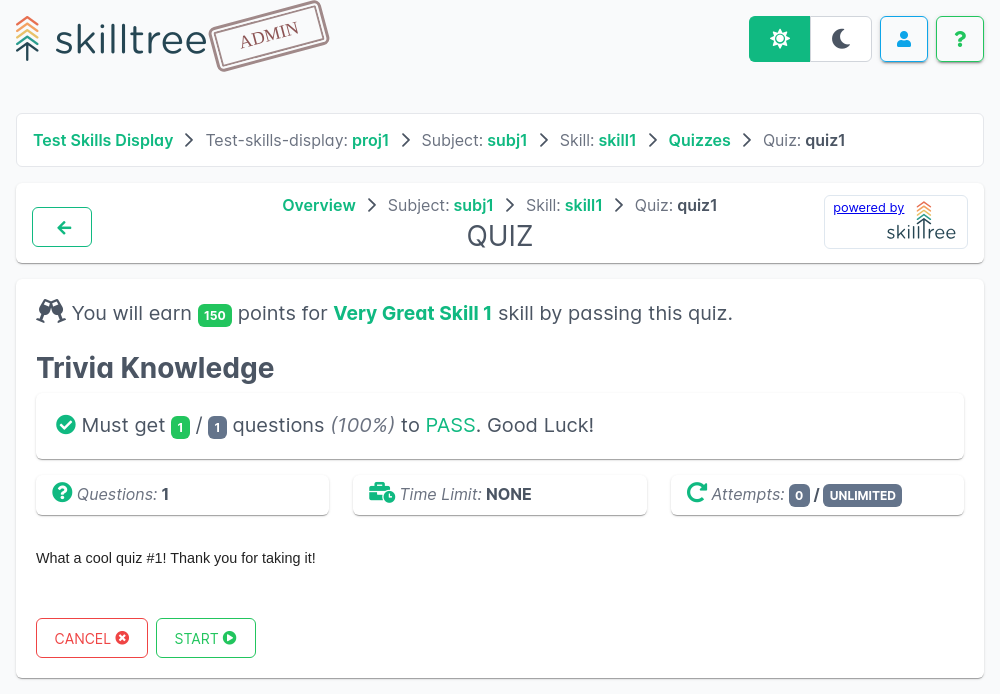 skilltree ADMIN
?
Test Skills Display > Test-skills-display: proj1 > Subject: subj1 > Skill: skill1 > Quizzes > Quiz: quiz1
Overview > Subject: subj1 > Skill: skill1 > Quiz: quiz1
QUIZ
powered by
skilltree
You will earn 150 points for Very Great Skill 1 skill by passing this quiz.
Trivia Knowledge
Must get 1 / 1 questions (100%) to PASS. Good Luck!
Questions: 1
Time Limit: NONE
Attempts: 0 / UNLIMITED
What a cool quiz #1! Thank you for taking it!
CANCEL
START